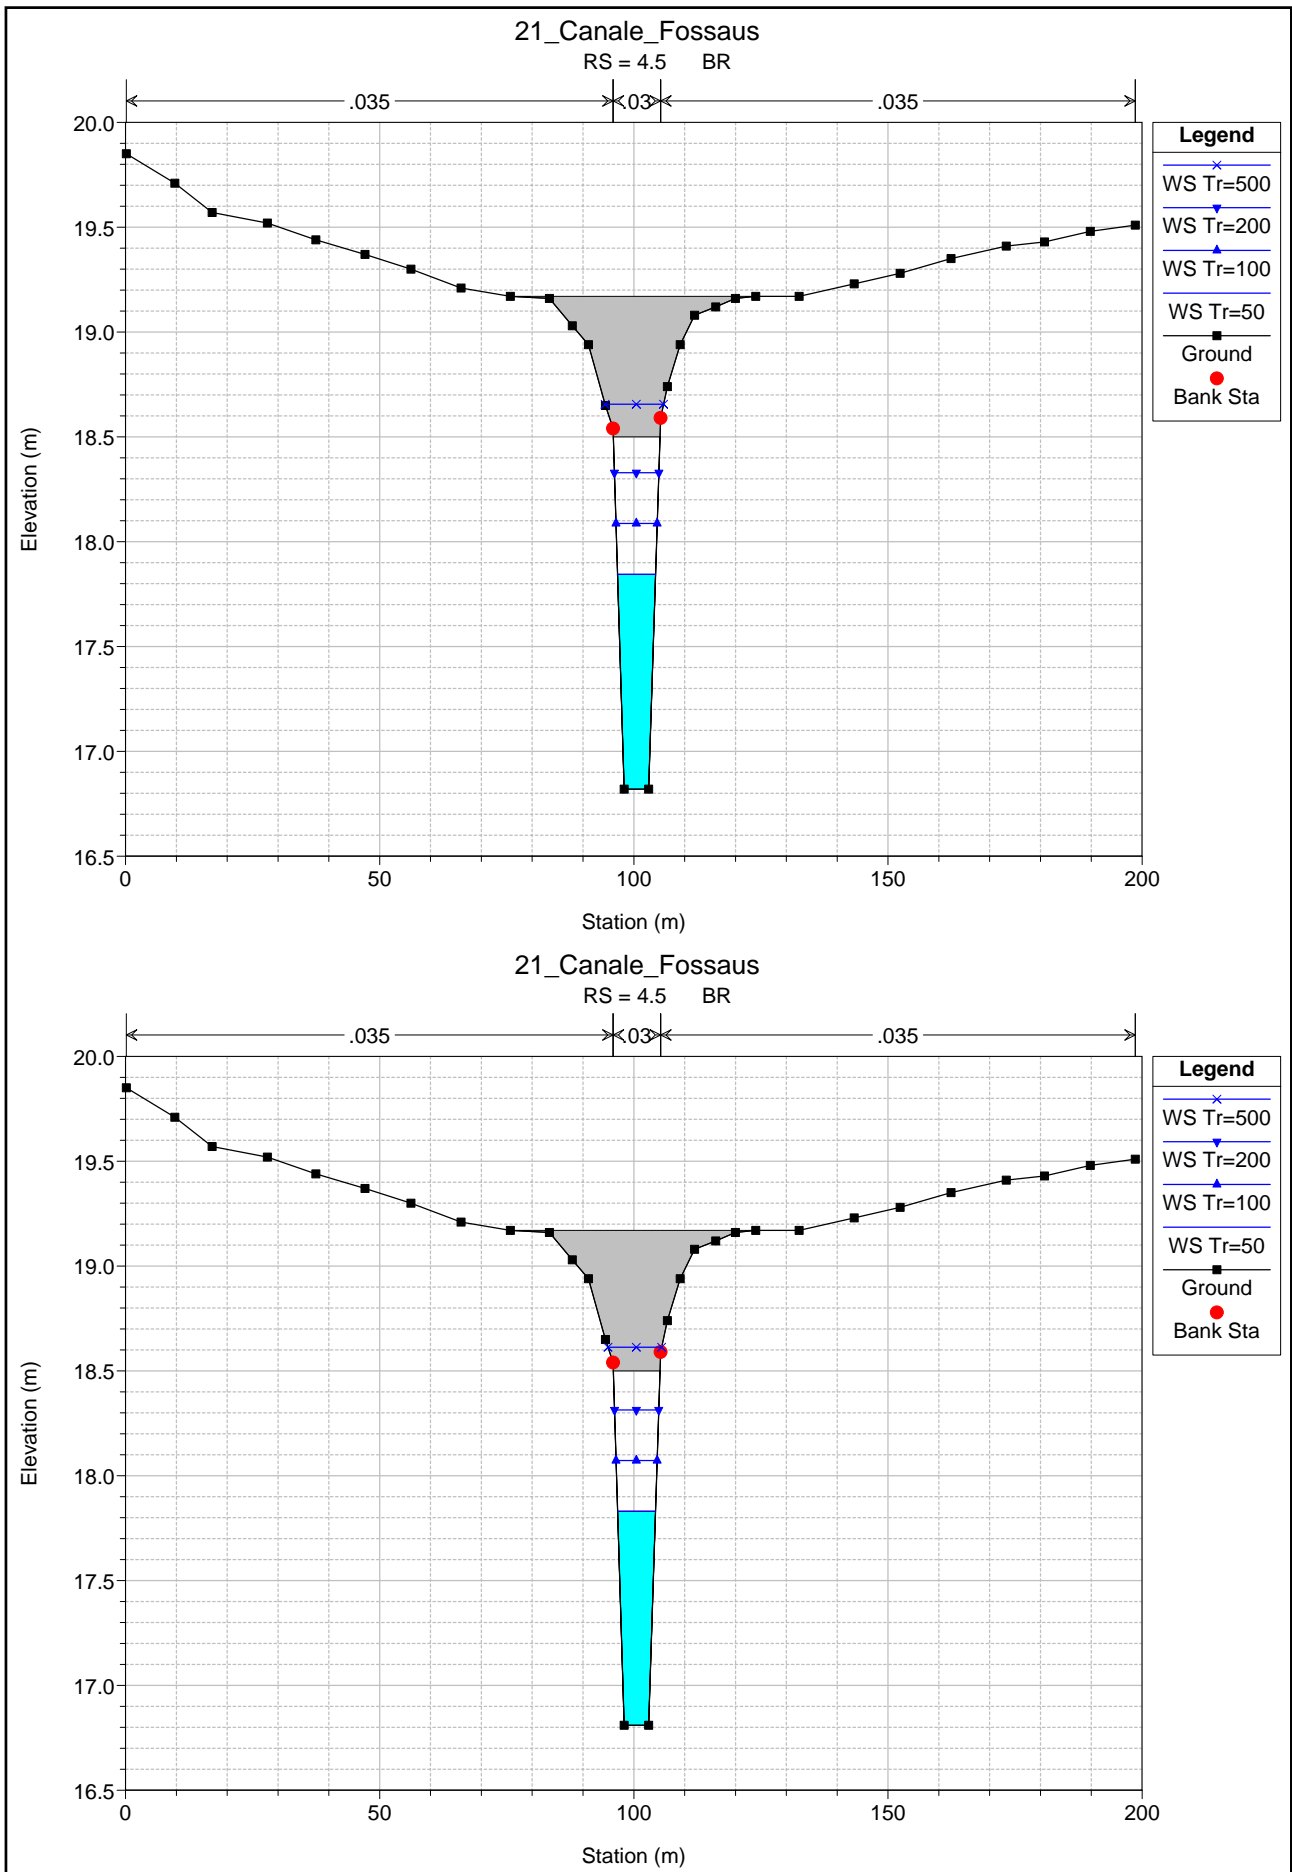 21_Canale_Fossaus
RS = 4.5 BR
.035 .03 .035
Legend
WS Tr=500
WS Tr=200
WS Tr=100
WS Tr=50
Ground
Bank Sta
20.0
19.5
19.0
18.5
18.0
17.5
17.0
16.5
Elevation (m)
0 50 100 150 200
Station (m)
21_Canale_Fossaus
RS = 4.5 BR
.035 .03 .035
Legend
WS Tr=500
WS Tr=200
WS Tr=100
WS Tr=50
Ground
Bank Sta
20.0
19.5
19.0
18.5
18.0
17.5
17.0
16.5
Elevation (m)
0 50 100 150 200
Station (m)